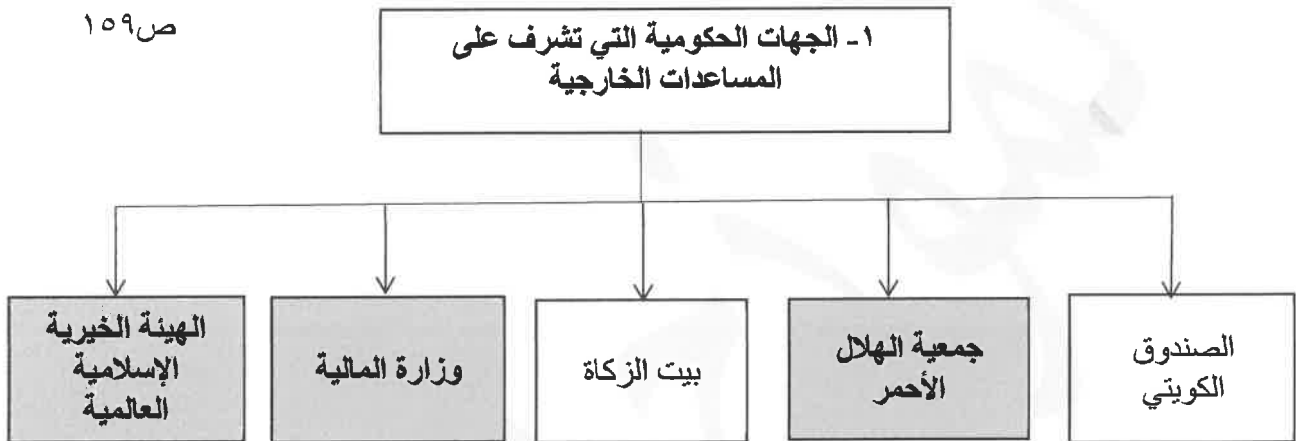 ص١٥٩
١- الجهات الحكومية التي تشرف على
المساعدات الخارجية
الصندوق
الكويتي
جمعية الهلال
الأحمر
بيت الزكاة
وزارة المالية
الهيئة الخيرية
الإسلامية
العالمية